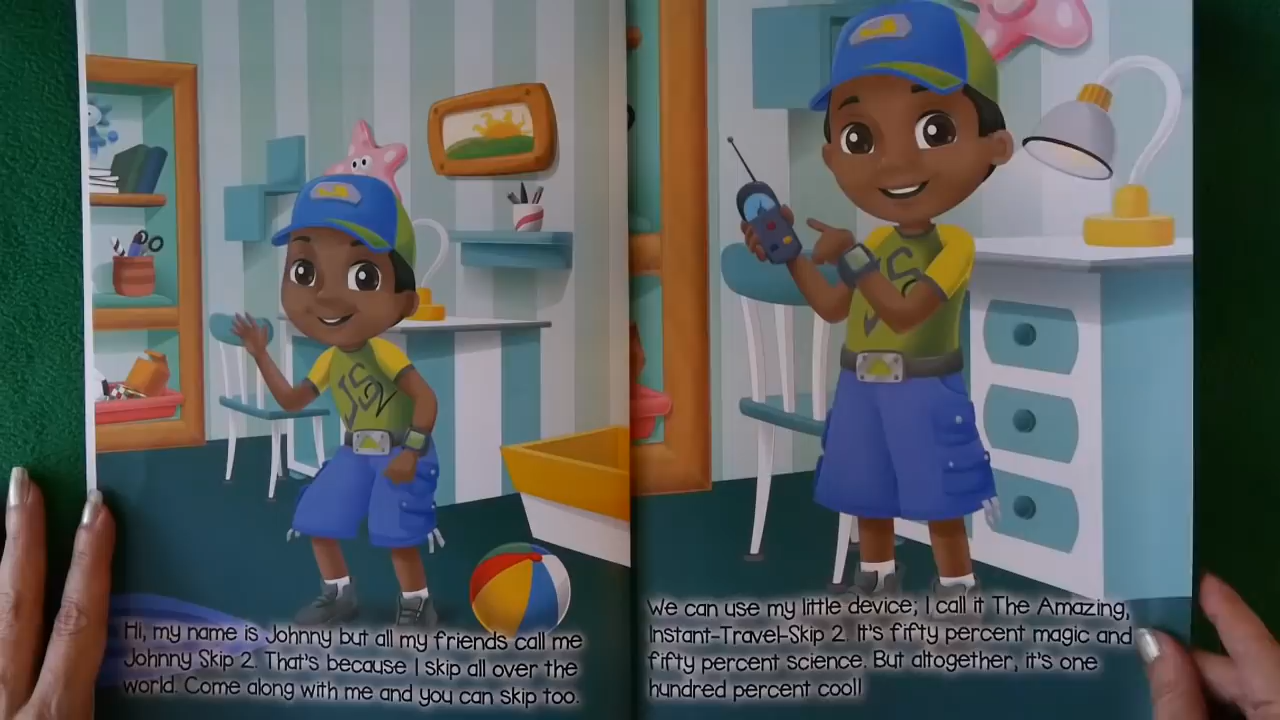 JS
2
Hi, my name is Johnny but all my friends call me
Johnny Skip 2. That's because I skip all over the
world. Come along with me and you can skip too.
JS
We can use my little device; I call it The Amazing,
Instant-Travel-Skip 2. It's fifty percent magic and
fifty percent science. But altogether, it's one
hundred percent cool!